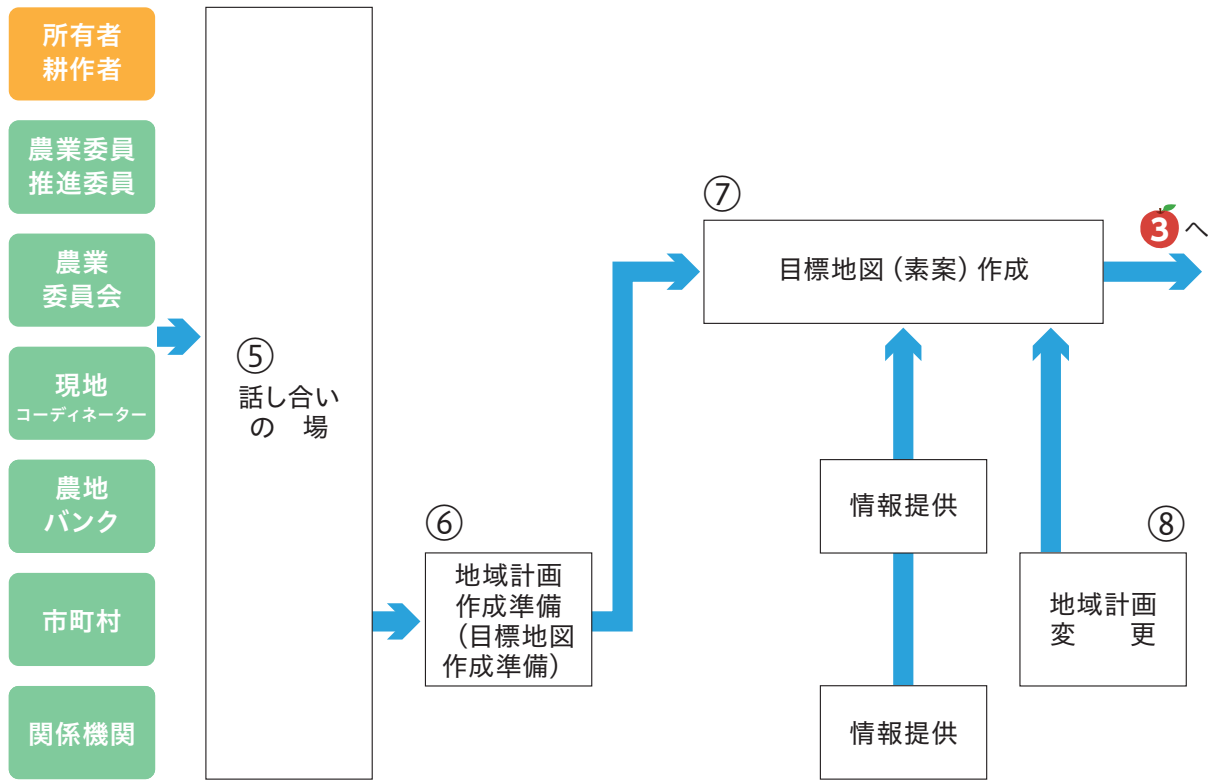 所有者
耕作者
農業委員
推進委員
農業
委員会
現地
コーディネーター
農地
バンク
市町村
関係機関
⑤
話し合い
の　場
⑥
地域計画
作成準備
（目標地図
作成準備）
⑦
目標地図（素案）作成
3へ
情報提供
情報提供
⑧
地域計画
変　　更